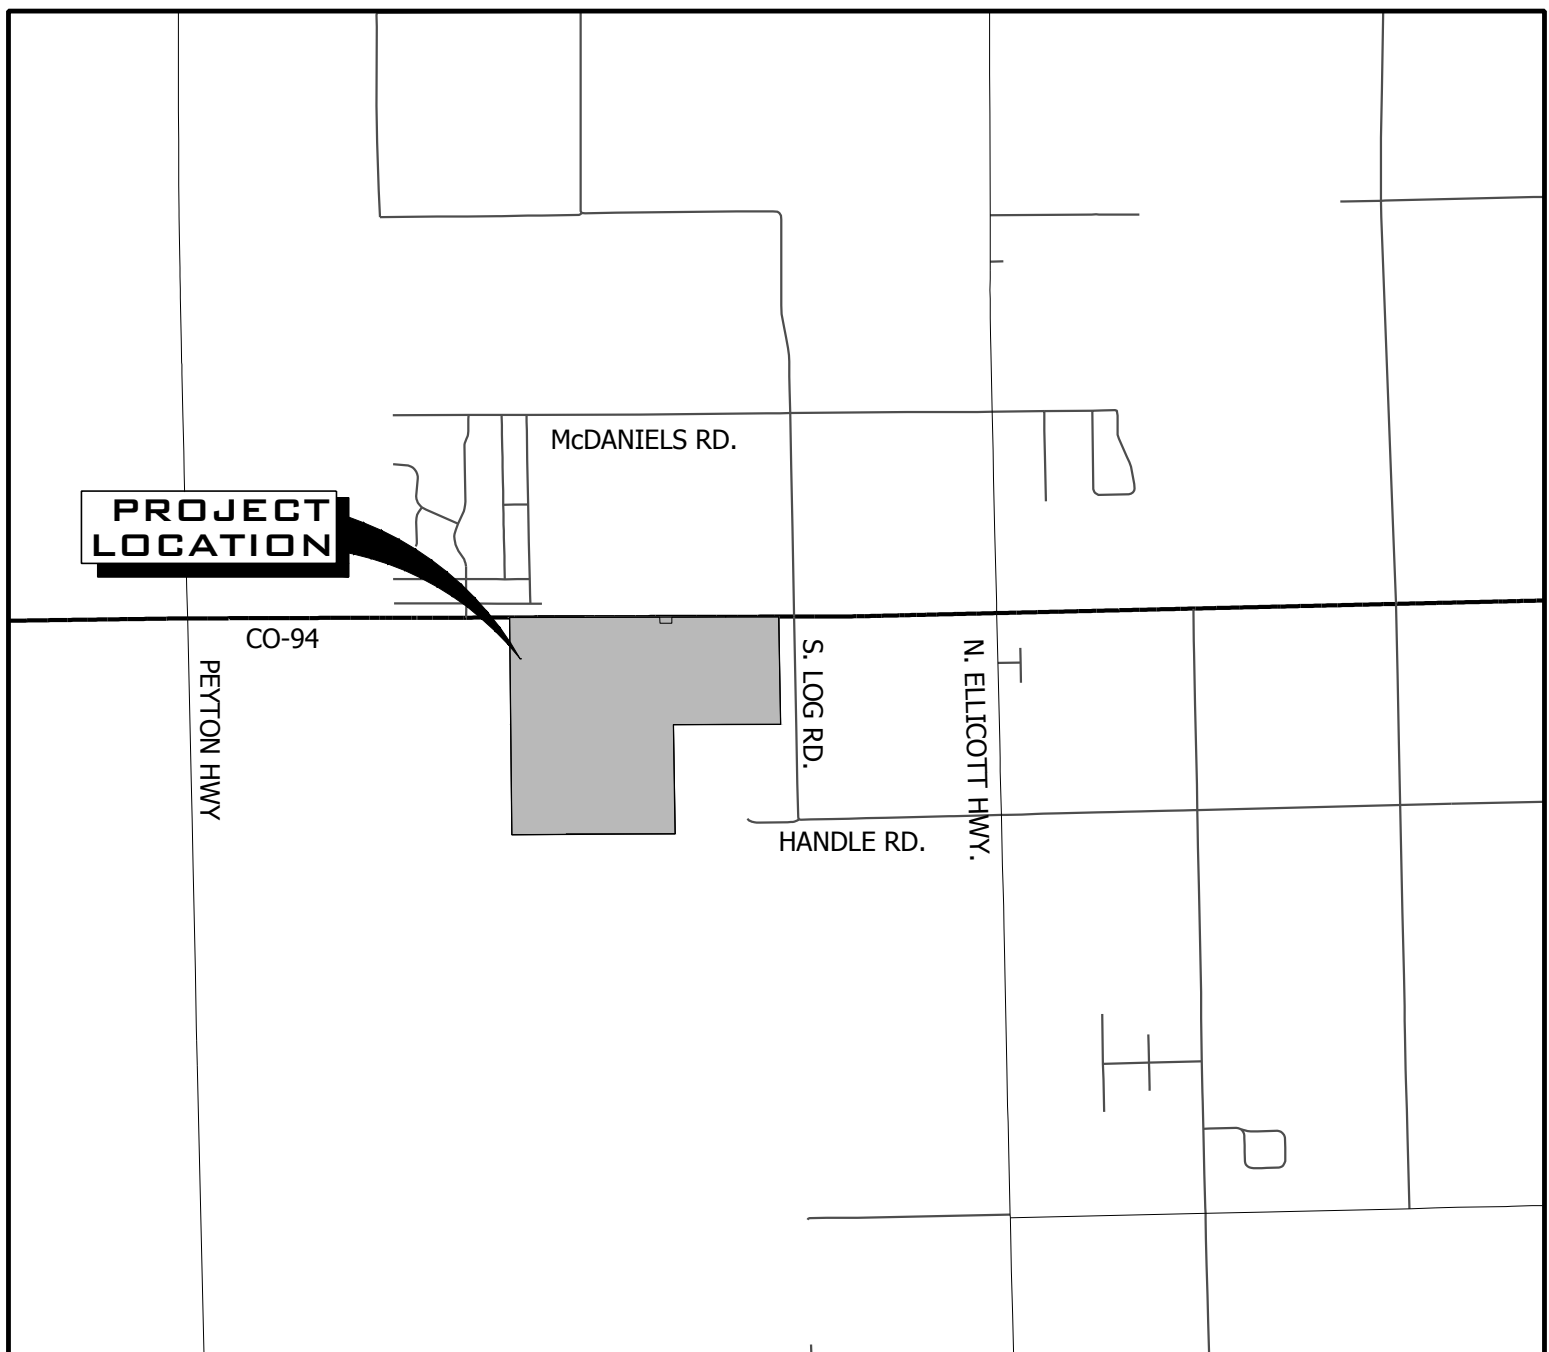 McDANIELS RD.
PROJECT
LOCATION
CO-94
PEYTON HWY
S. LOG RD.
N. ELLICOTT HWY.
HANDLE RD.